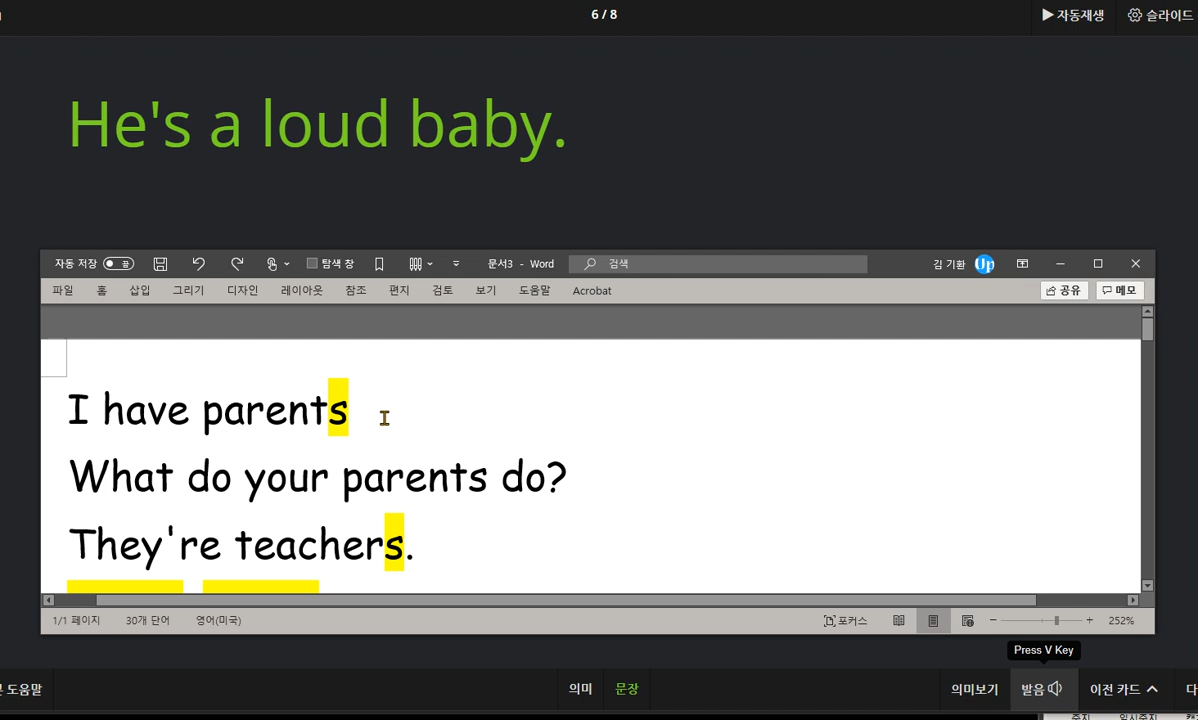 6 / 8
자동재생
슬라이드
He's a loud baby.
자동 저장 끔 탐색 창 문서3 - Word 검색 김 기환 Up
파일 홈 삽입 그리기 디자인 레이아웃 참조 편지 검토 보기 도움말 Acrobat 공유 메모
I have parents
What do your parents do?
They're teachers.
1/1 페이지 30개 단어 영어(미국) 포커스 252%
Press V Key
도움말 의미 문장 의미보기 발음 이전 카드 다